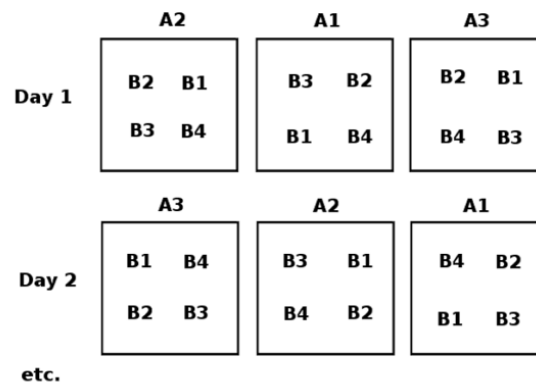 A2 A1 A3
B2 B1 B3 B2 B2 B1
Day 1
B3 B4 B1 B4 B4 B3
A3 A2 A1
B1 B4 B3 B1 B4 B2
Day 2
B2 B3 B4 B2 B1 B3
etc.